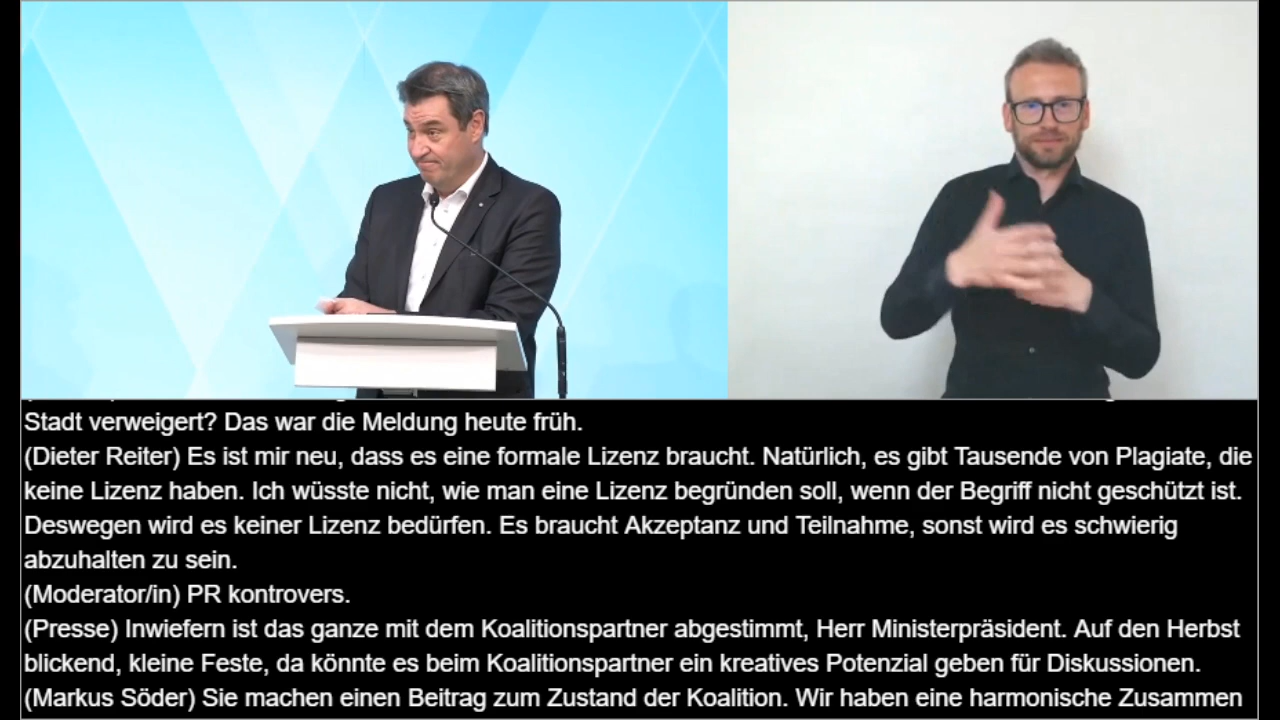 Stadt verweigert? Das war die Meldung heute früh.
(Dieter Reiter) Es ist mir neu, dass es eine formale Lizenz braucht. Natürlich, es gibt Tausende von Plagiate, die
keine Lizenz haben. Ich wüsste nicht, wie man eine Lizenz begründen soll, wenn der Begriff nicht geschützt ist.
Deswegen wird es keiner Lizenz bedürfen. Es braucht Akzeptanz und Teilnahme, sonst wird es schwierig
abzuhalten zu sein.
(Moderator/in) PR kontrovers.
(Presse) Inwiefern ist das ganze mit dem Koalitionspartner abgestimmt, Herr Ministerpräsident. Auf den Herbst
blickend, kleine Feste, da könnte es beim Koalitionspartner ein kreatives Potenzial geben für Diskussionen.
(Markus Söder) Sie machen einen Beitrag zum Zustand der Koalition. Wir haben eine harmonische Zusammen